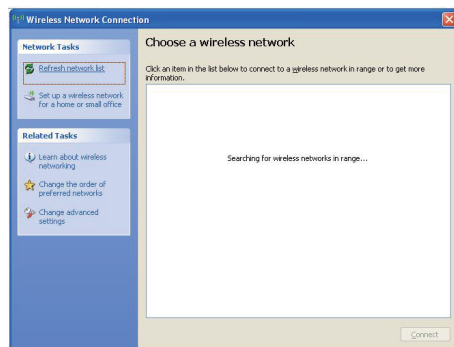 Wireless Network Connection
Network Tasks
Refresh network list
Set up a wireless network
for a home or small office
Related Tasks
Learn about wireless
networking
Change the order of
preferred networks
Change advanced
settings
Choose a wireless network
Click an item in the list below to connect to a wireless network in range or to get more
information.
Searching for wireless networks in range...
Connect